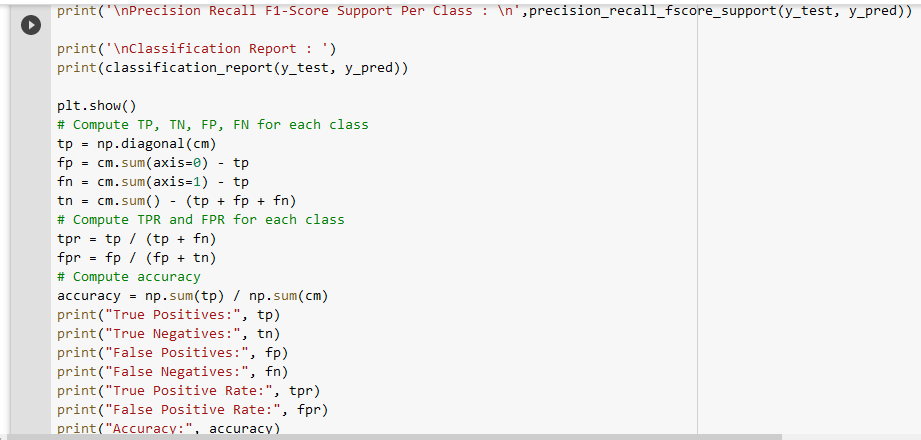 print('\nPrecision Recall F1-Score Support Per Class : \n',precision_recall_fscore_support(y_test, y_pred))
print('\nClassification Report : ')
print(classification_report(y_test, y_pred))
plt.show()
# Compute TP, TN, FP, FN for each class
tp = np.diagonal(cm)
fp = cm.sum(axis=0) - tp
fn = cm.sum(axis=1) - tp
tn = cm.sum() - (tp + fp + fn)
# Compute TPR and FPR for each class
tpr = tp / (tp + fn)
fpr = fp / (fp + tn)
# Compute accuracy
accuracy = np.sum(tp) / np.sum(cm)
print("True Positives:", tp)
print("True Negatives:", tn)
print("False Positives:", fp)
print("False Negatives:", fn)
print("True Positive Rate:", tpr)
print("False Positive Rate:", fpr)
print("Accuracy:", accuracy)